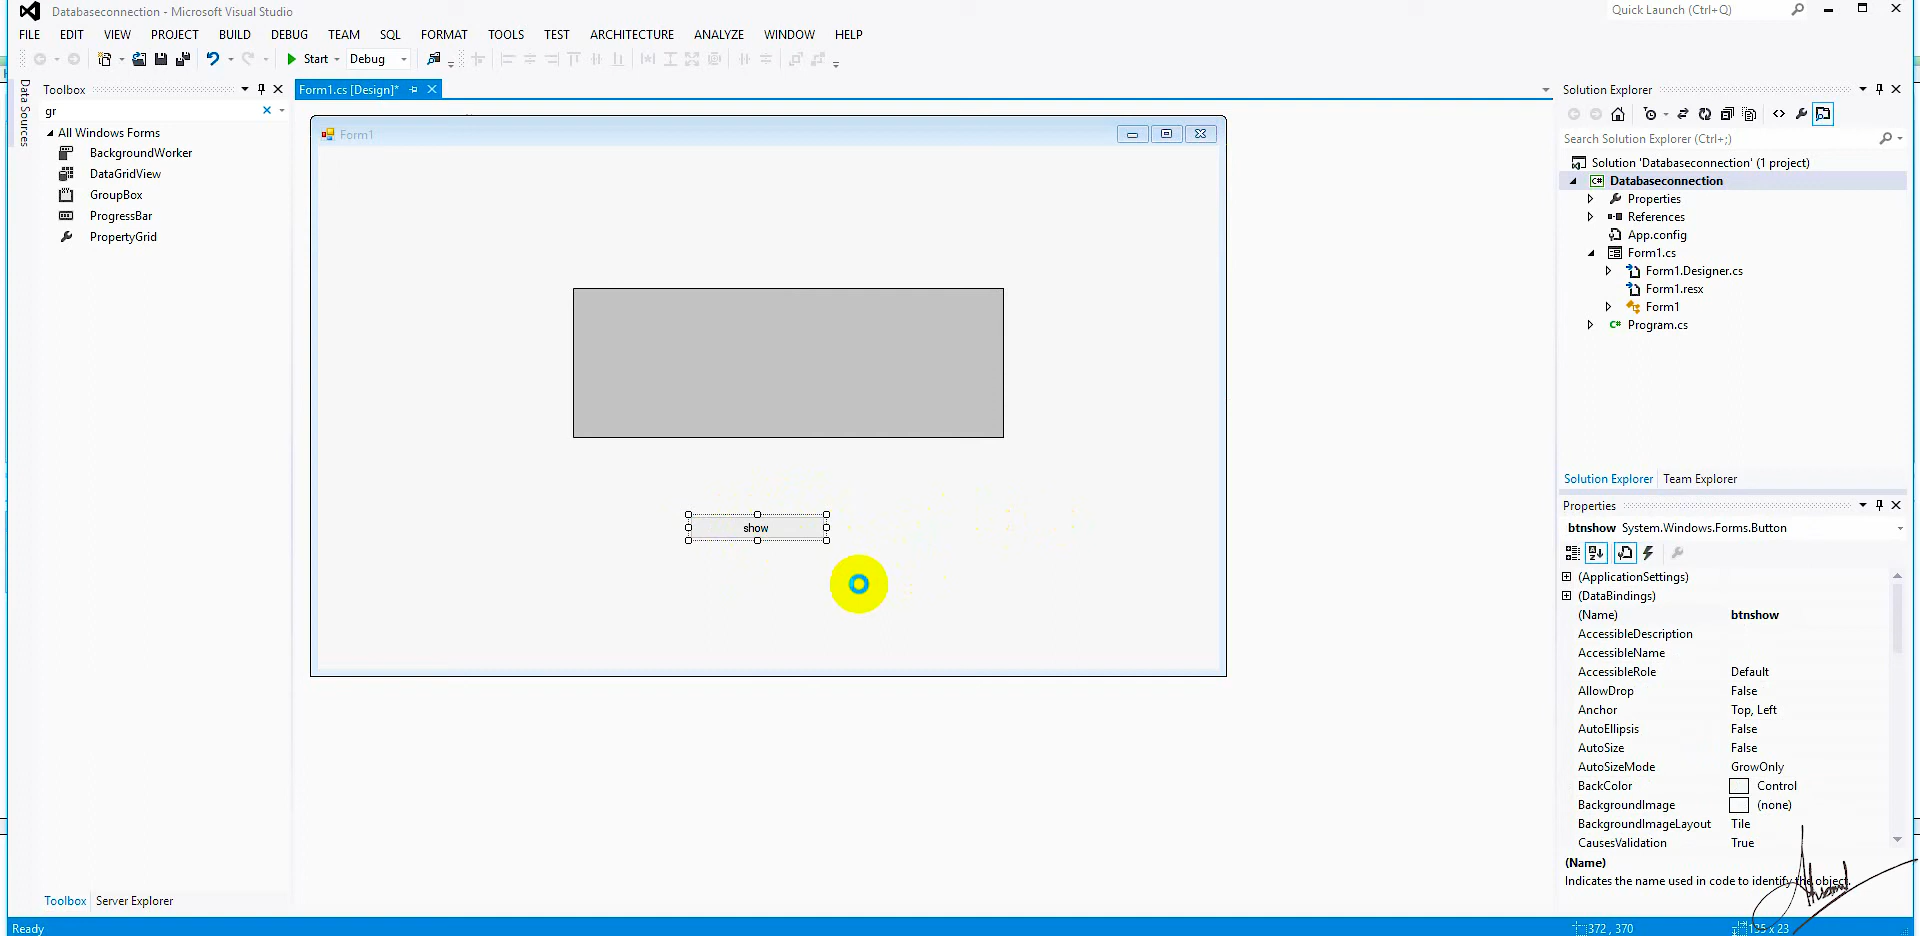 Databaseconnection - Microsoft Visual Studio
Quick Launch (Ctrl+Q)
FILE EDIT VIEW PROJECT BUILD DEBUG TEAM SQL FORMAT TOOLS TEST ARCHITECTURE ANALYZE WINDOW HELP
Start Debug
Data Sources
Toolbox
gr
All Windows Forms
BackgroundWorker
DataGridView
GroupBox
ProgressBar
PropertyGrid
Toolbox Server Explorer
Form1.cs [Design]*
Form1
show
Solution Explorer
Search Solution Explorer (Ctrl+;)
Solution 'Databaseconnection' (1 project)
Databaseconnection
Properties
References
App.config
Form1.cs
Form1.Designer.cs
Form1.resx
Form1
Program.cs
Solution Explorer Team Explorer
Properties
btnshow System.Windows.Forms.Button
(ApplicationSettings)
(DataBindings)
(Name) btnshow
AccessibleDescription
AccessibleName
AccessibleRole Default
AllowDrop False
Anchor Top, Left
AutoEllipsis False
AutoSize False
AutoSizeMode GrowOnly
BackColor Control
BackgroundImage (none)
BackgroundImageLayout Tile
CausesValidation True
(Name)
Indicates the name used in code to identify the object.
Ready
372 , 370
135 x 23